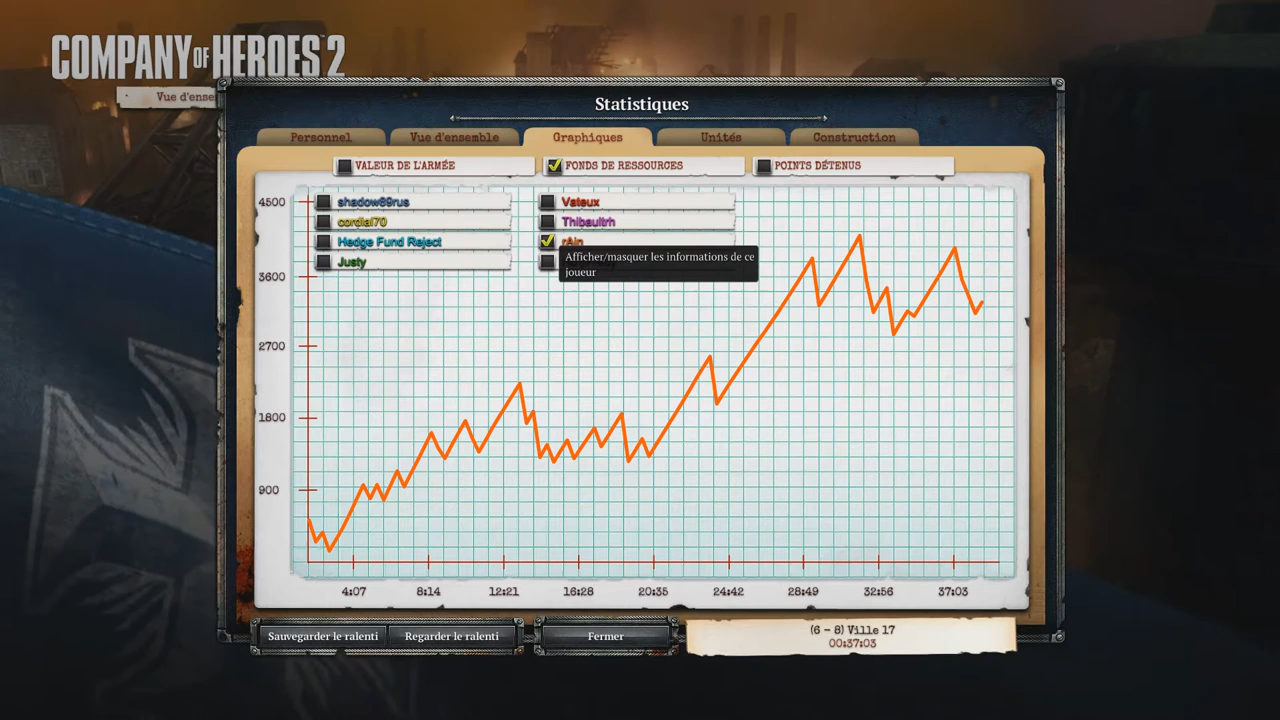 COMPANY OF HEROES 2
Vue d'ense
Statistiques
Personnel
Vue d'ensemble
Graphiques
Unités
Construction
VALEUR DE L'ARMÉE
FONDS DE RESSOURCES
POINTS DÉTENUS
4500
3600
2700
1800
900
shadow69rus
cordial70
Hedge Fund Reject
Justy
Vateux
Thibaultrh
rAin
Afficher/masquer les informations de ce
joueur
4:07
8:14
12:21
16:28
20:35
24:42
28:49
32:56
37:03
Sauvegarder le ralenti
Regarder le ralenti
Fermer
(6 - 8) Ville 17
00:37:03